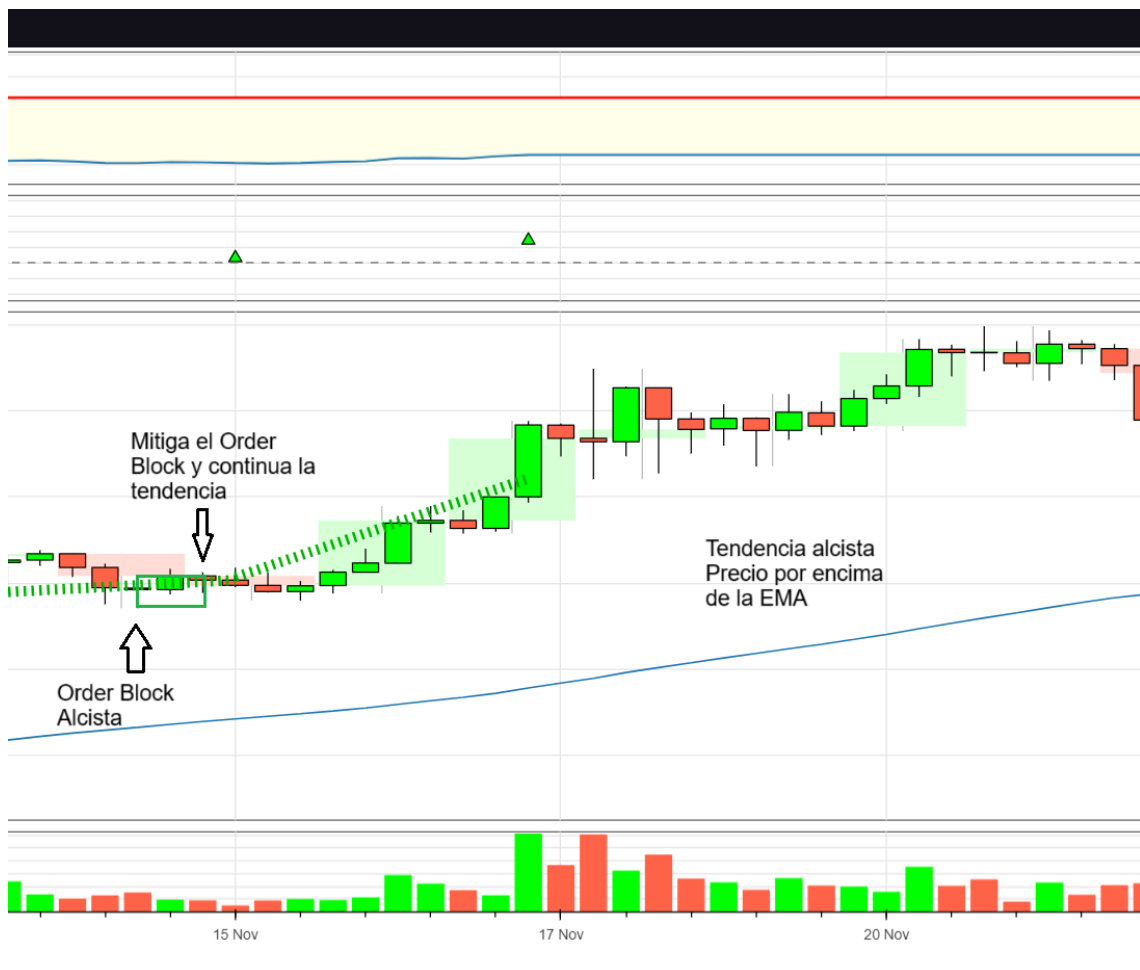 Mitiga el Order
Block y continua la
tendencia
Tendencia alcista
Precio por encima
de la EMA
Order Block
Alcista
15 Nov
17 Nov
20 Nov